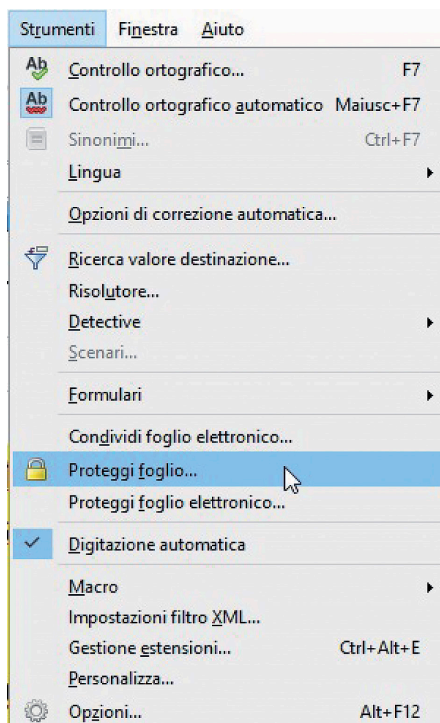 Strumenti Finestra Aiuto
Controllo ortografico... F7
Controllo ortografico automatico Maiusc+F7
Sinonimi... Ctrl+F7
Lingua
Opzioni di correzione automatica...
Ricerca valore destinazione...
Risolutore...
Detective
Scenari...
Formulari
Condividi foglio elettronico...
Proteggi foglio...
Proteggi foglio elettronico...
Digitazione automatica
Macro
Impostazioni filtro XML...
Gestione estensioni... Ctrl+Alt+E
Personalizza...
Opzioni... Alt+F12